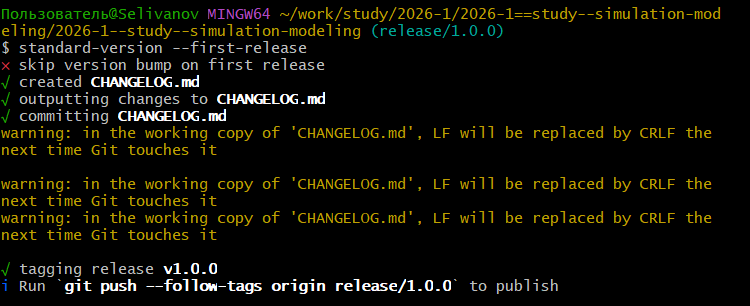 Пользователь@Selivanov MINGW64 ~/work/study/2026-1/2026-1==study--simulation-mod
eling/2026-1--study--simulation-modeling (release/1.0.0)
$ standard-version --first-release
× skip version bump on first release
√ created CHANGELOG.md
√ outputting changes to CHANGELOG.md
√ committing CHANGELOG.md
warning: in the working copy of 'CHANGELOG.md', LF will be replaced by CRLF the
next time Git touches it
warning: in the working copy of 'CHANGELOG.md', LF will be replaced by CRLF the
next time Git touches it
warning: in the working copy of 'CHANGELOG.md', LF will be replaced by CRLF the
next time Git touches it
√ tagging release v1.0.0
i Run `git push --follow-tags origin release/1.0.0` to publish